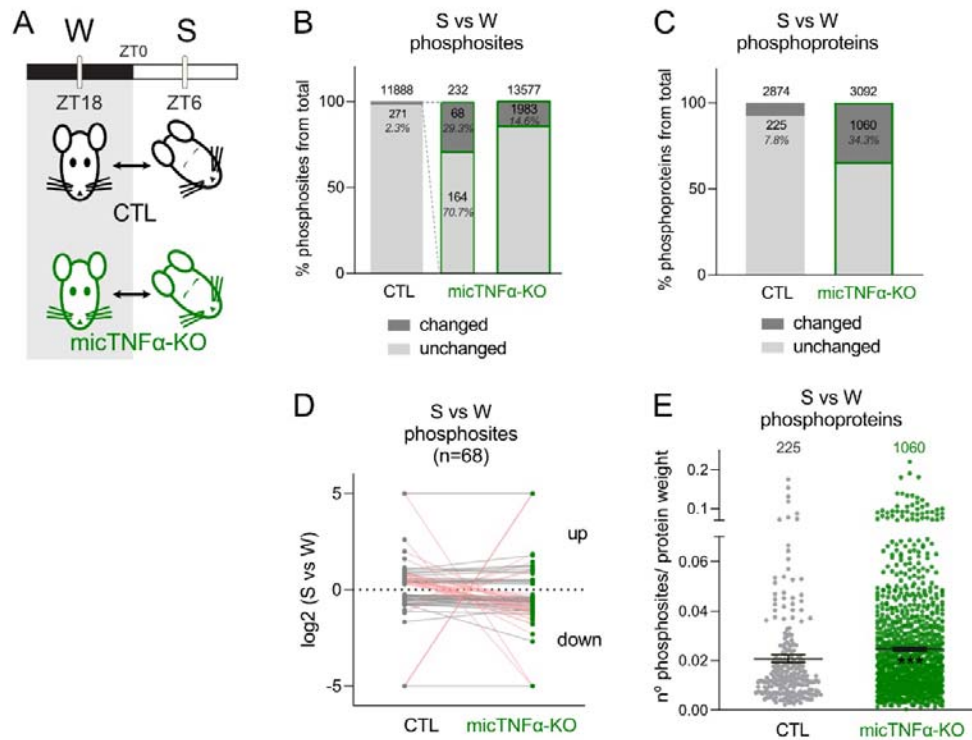 A
W
S
ZT0
ZT18
ZT6
CTL
micTNFα-KO
B
S vs W
phosphosites
% phosphosites from total
100
50
0
11888
232
13577
271
2.3%
68
29.3%
1983
14.6%
164
70.7%
CTL
micTNFα-KO
changed
unchanged
C
S vs W
phosphoproteins
% phosphoproteins from total
100
50
0
2874
3092
225
7.8%
1060
34.3%
CTL
micTNFα-KO
changed
unchanged
D
S vs W
phosphosites
(n=68)
log2 (S vs W)
5
0
-5
up
down
CTL
micTNFα-KO
E
S vs W
phosphoproteins
225
1060
nº phosphosites/ protein weight
0.2
0.1
0.06
0.04
0.02
0.00
***
CTL
micTNFα-KO